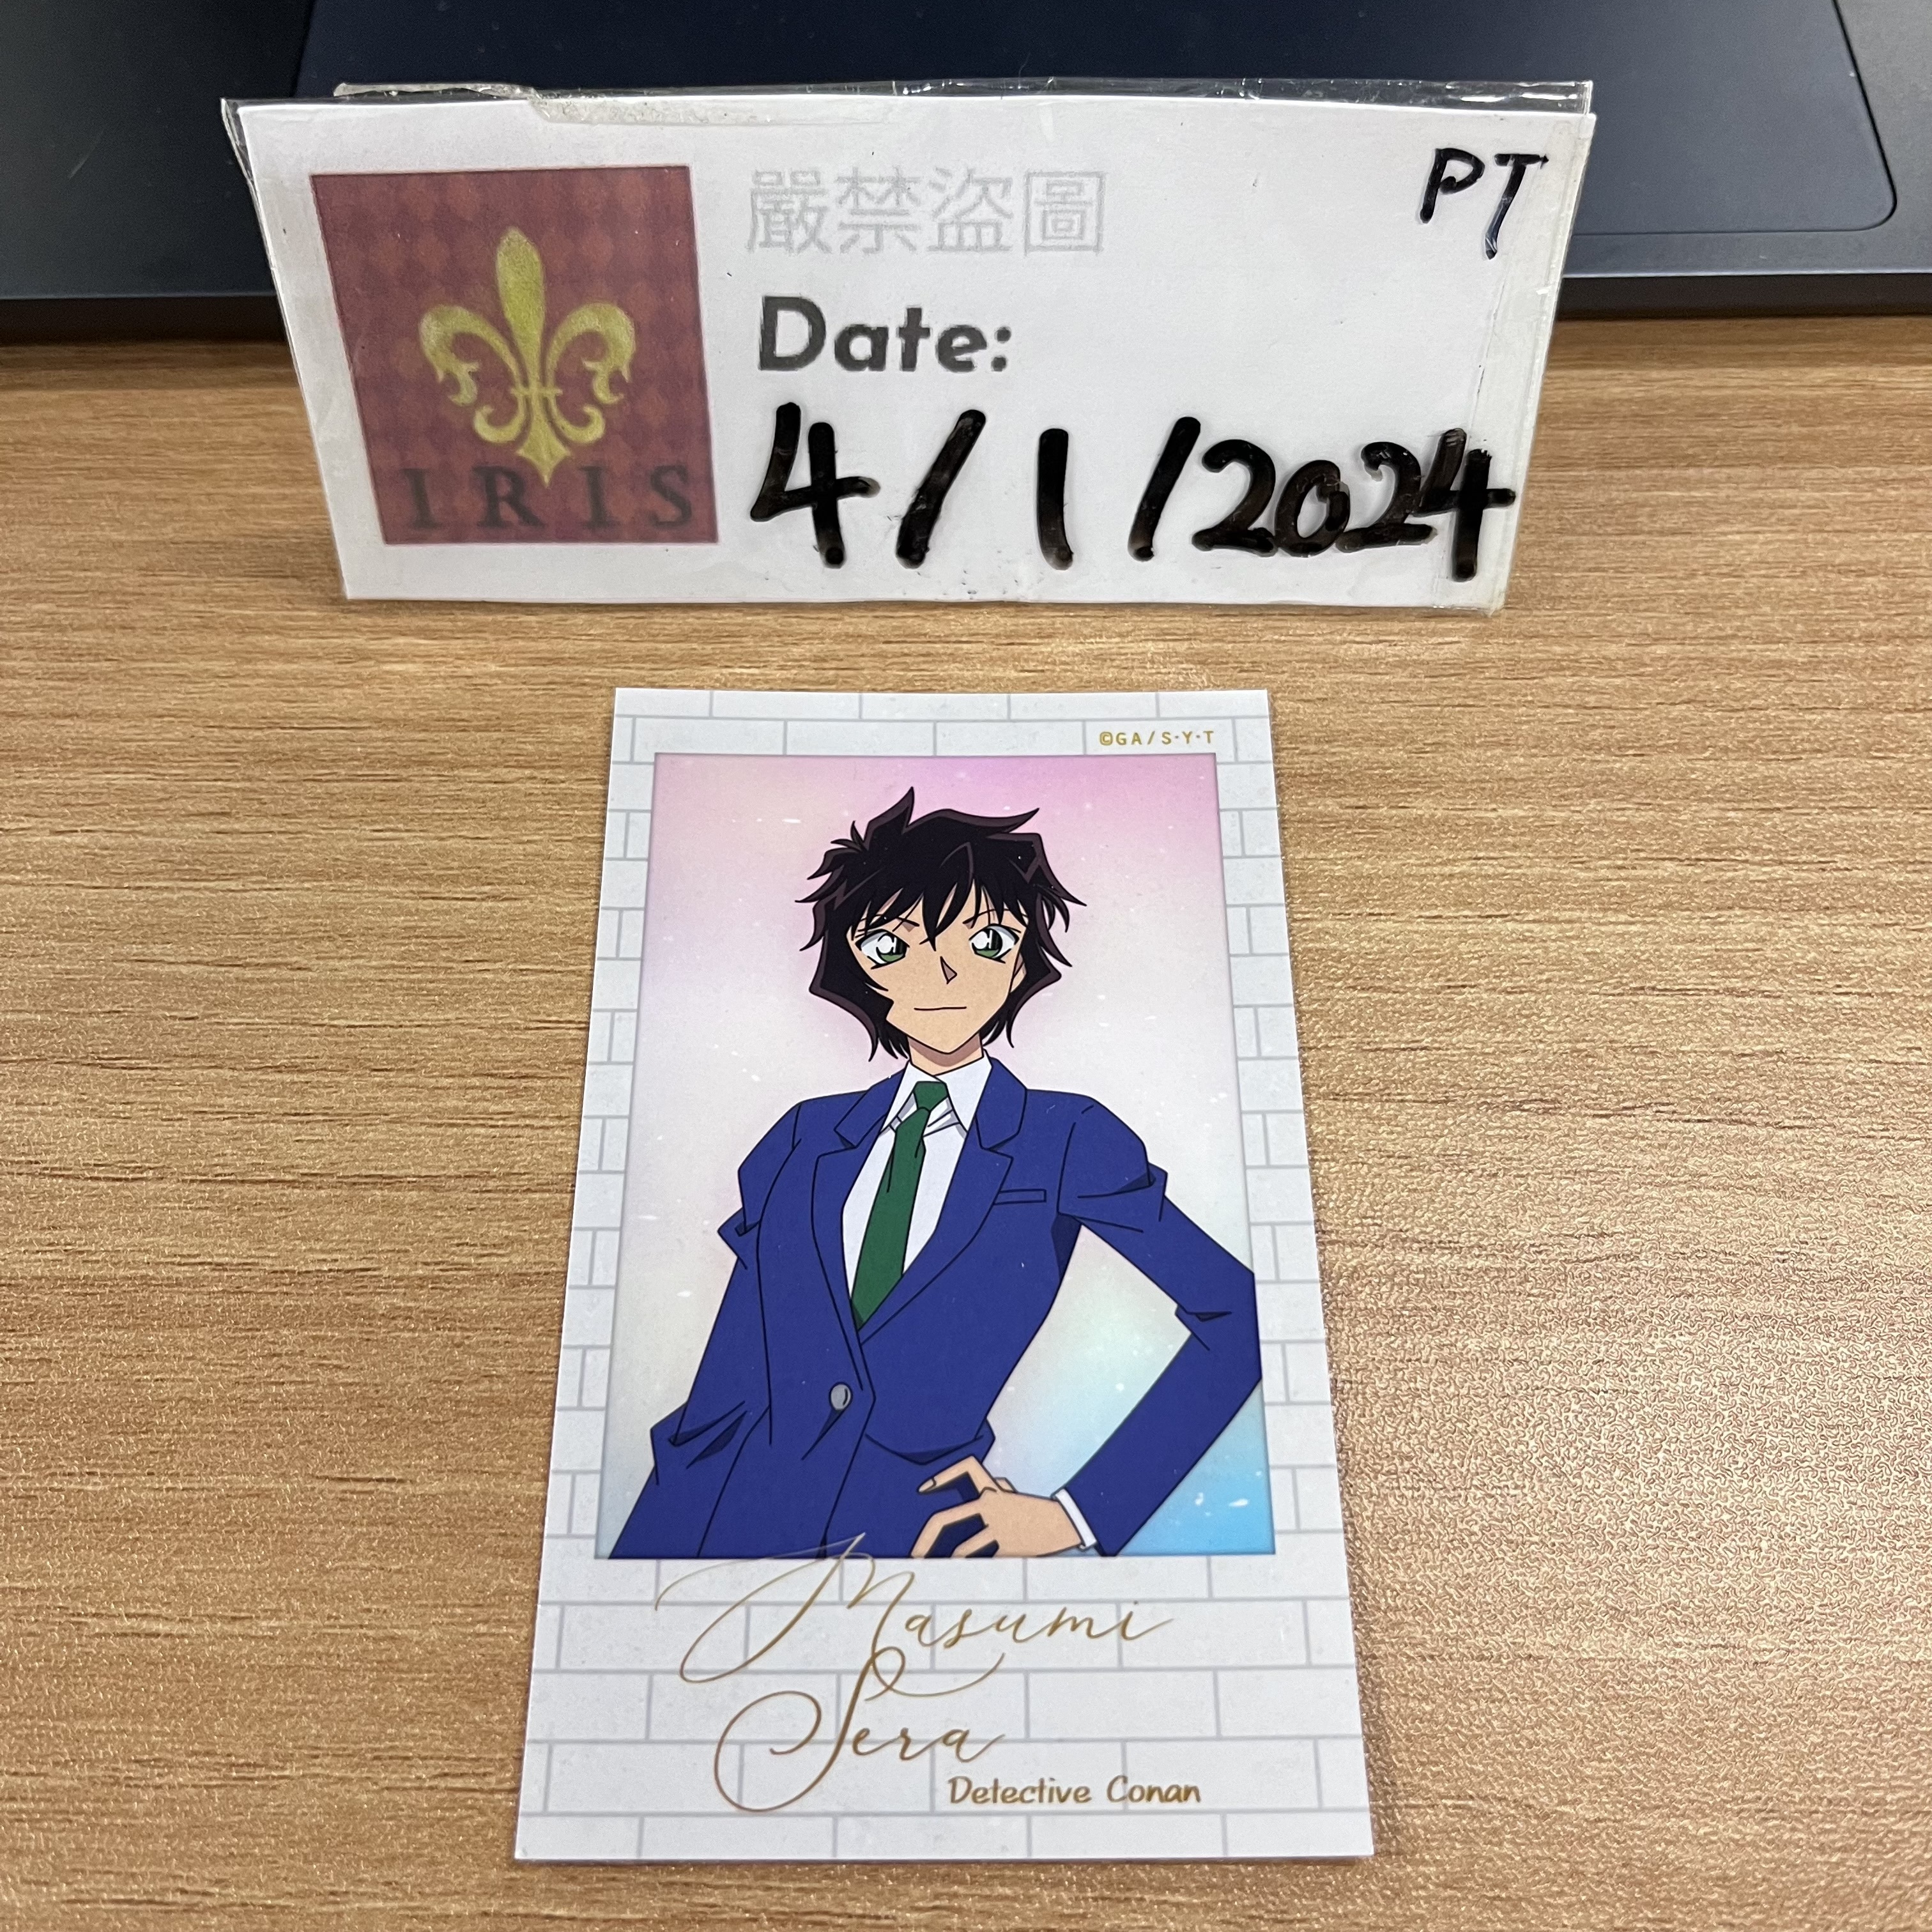 嚴禁盜圖
PT
Date:
4/1/2024
IRIS
©GA/S·Y·T
Masumi
Sera
Detective Conan